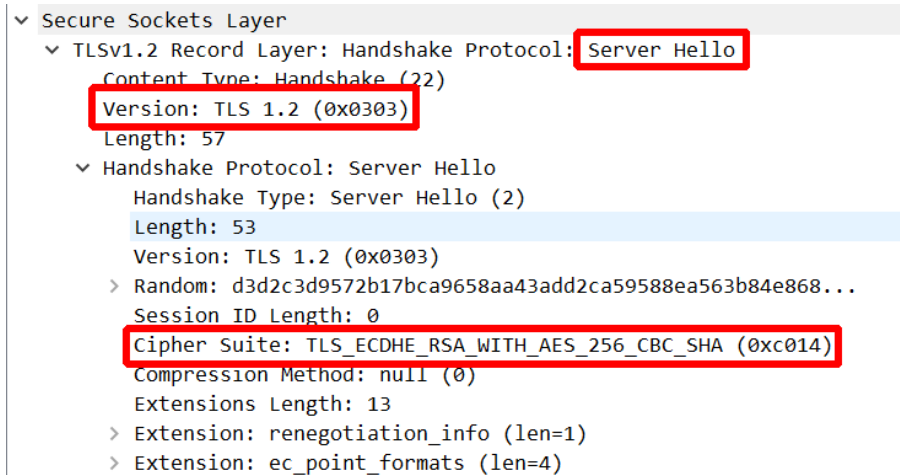 Secure Sockets Layer
TLSv1.2 Record Layer: Handshake Protocol: Server Hello
Content Type: Handshake (22)
Version: TLS 1.2 (0x0303)
Length: 57
Handshake Protocol: Server Hello
Handshake Type: Server Hello (2)
Length: 53
Version: TLS 1.2 (0x0303)
Random: d3d2c3d9572b17bca9658aa43add2ca59588ea563b84e868...
Session ID Length: 0
Cipher Suite: TLS_ECDHE_RSA_WITH_AES_256_CBC_SHA (0xc014)
Compression Method: null (0)
Extensions Length: 13
Extension: renegotiation_info (len=1)
Extension: ec_point_formats (len=4)